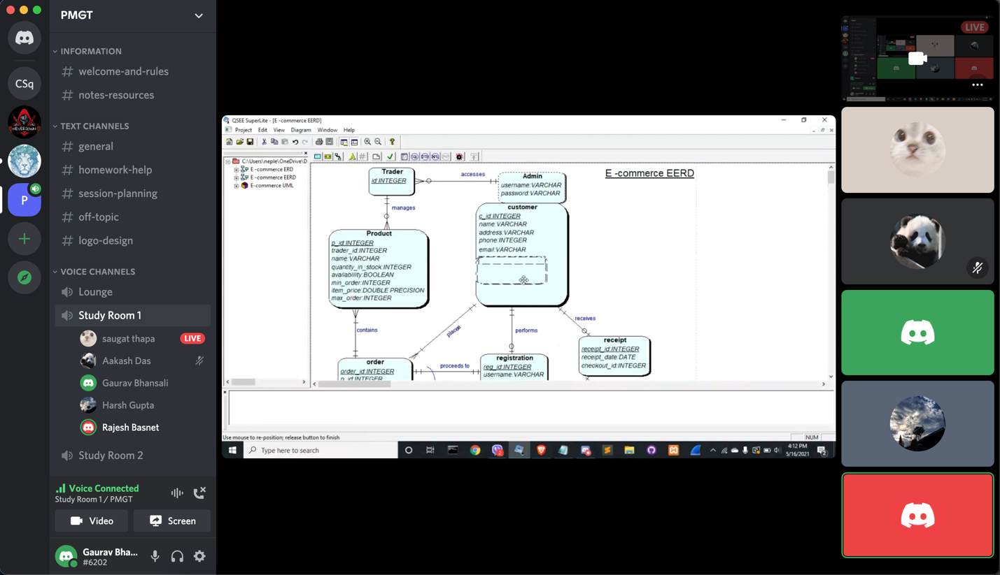 PMGT
INFORMATION
# welcome-and-rules
# notes-resources
TEXT CHANNELS
# general
# homework-help
# session-planning
# off-topic
# logo-design
VOICE CHANNELS
Lounge
Study Room 1
saugat thapa LIVE
Aakash Das
Gaurav Bhansali
Harsh Gupta
Rajesh Basnet
Study Room 2
Voice Connected
Study Room 1 / PMGT
Video
Screen
Gaurav Bha...
#6202
CSq
NEVERDOWN
P
QSEE SuperLite - [E -commerce EERD]
Project Edit View Diagram Window Help
C:\Users\neple\OneDrive\D
E -commerce ERD
E -commerce EERD
E-commerce UML
E -commerce EERD
Trader
id:INTEGER
accesses
Admin
username:VARCHAR
password:VARCHAR
manages
customer
c_id:INTEGER
name:VARCHAR
address:VARCHAR
phone:INTEGER
email:VARCHAR
Product
p_id:INTEGER
trader_id:INTEGER
name:VARCHAR
quantity_in_stock:INTEGER
availablility:BOOLEAN
min_order:INTEGER
item_price:DOUBLE PRECISION
max_order:INTEGER
contains
places
performs
receives
order
order_id:INTEGER
p_id:INTEGER
proceeds to
registration
reg_id:INTEGER
username:VARCHAR
receipt
receipt_id:INTEGER
receipt_date:DATE
checkout_id:INTEGER
Use mouse to re-position; release button to finish
NUM
Type here to search
4:12 PM
5/16/2021
2
LIVE